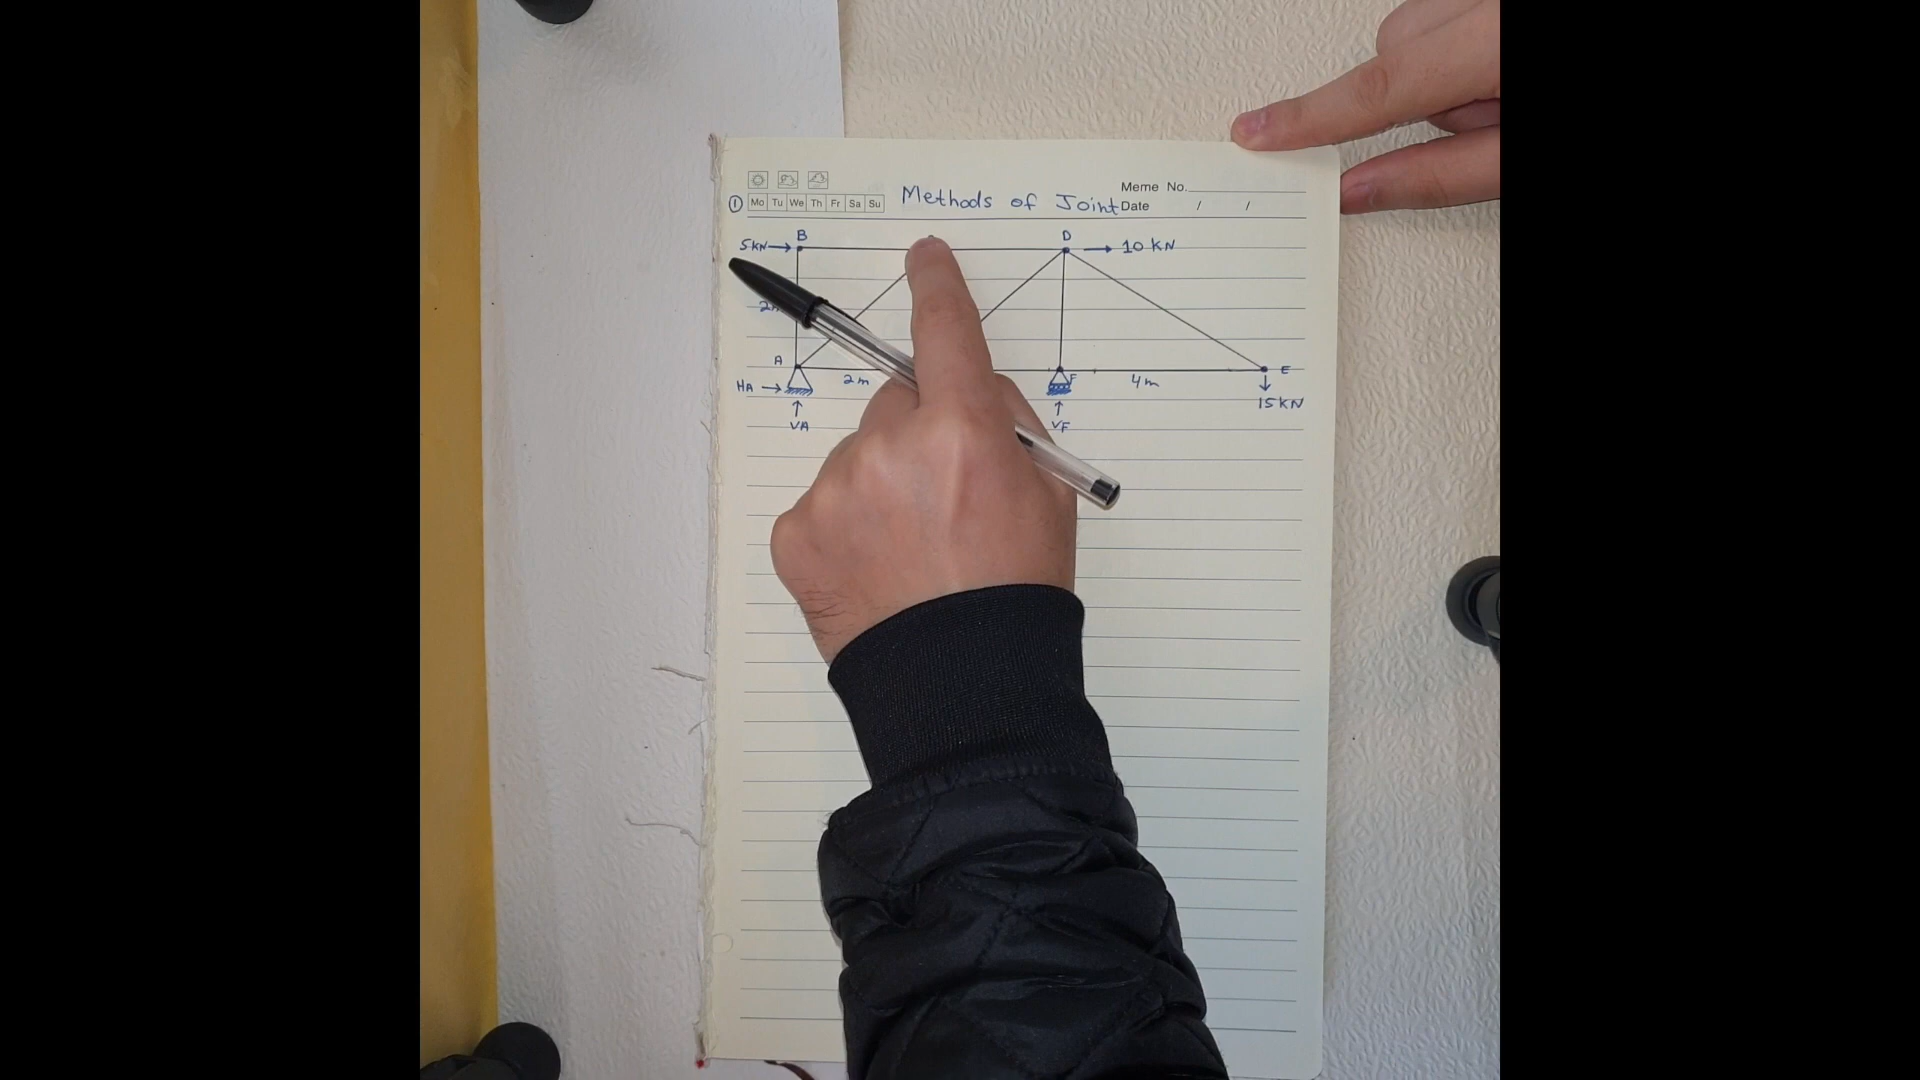 Methods of Joint
Meme No.
Date / /
① Mo Tu We Th Fr Sa Su
B D
5KN 10 KN
A F E
HA 2m 4m
15KN
VA VF